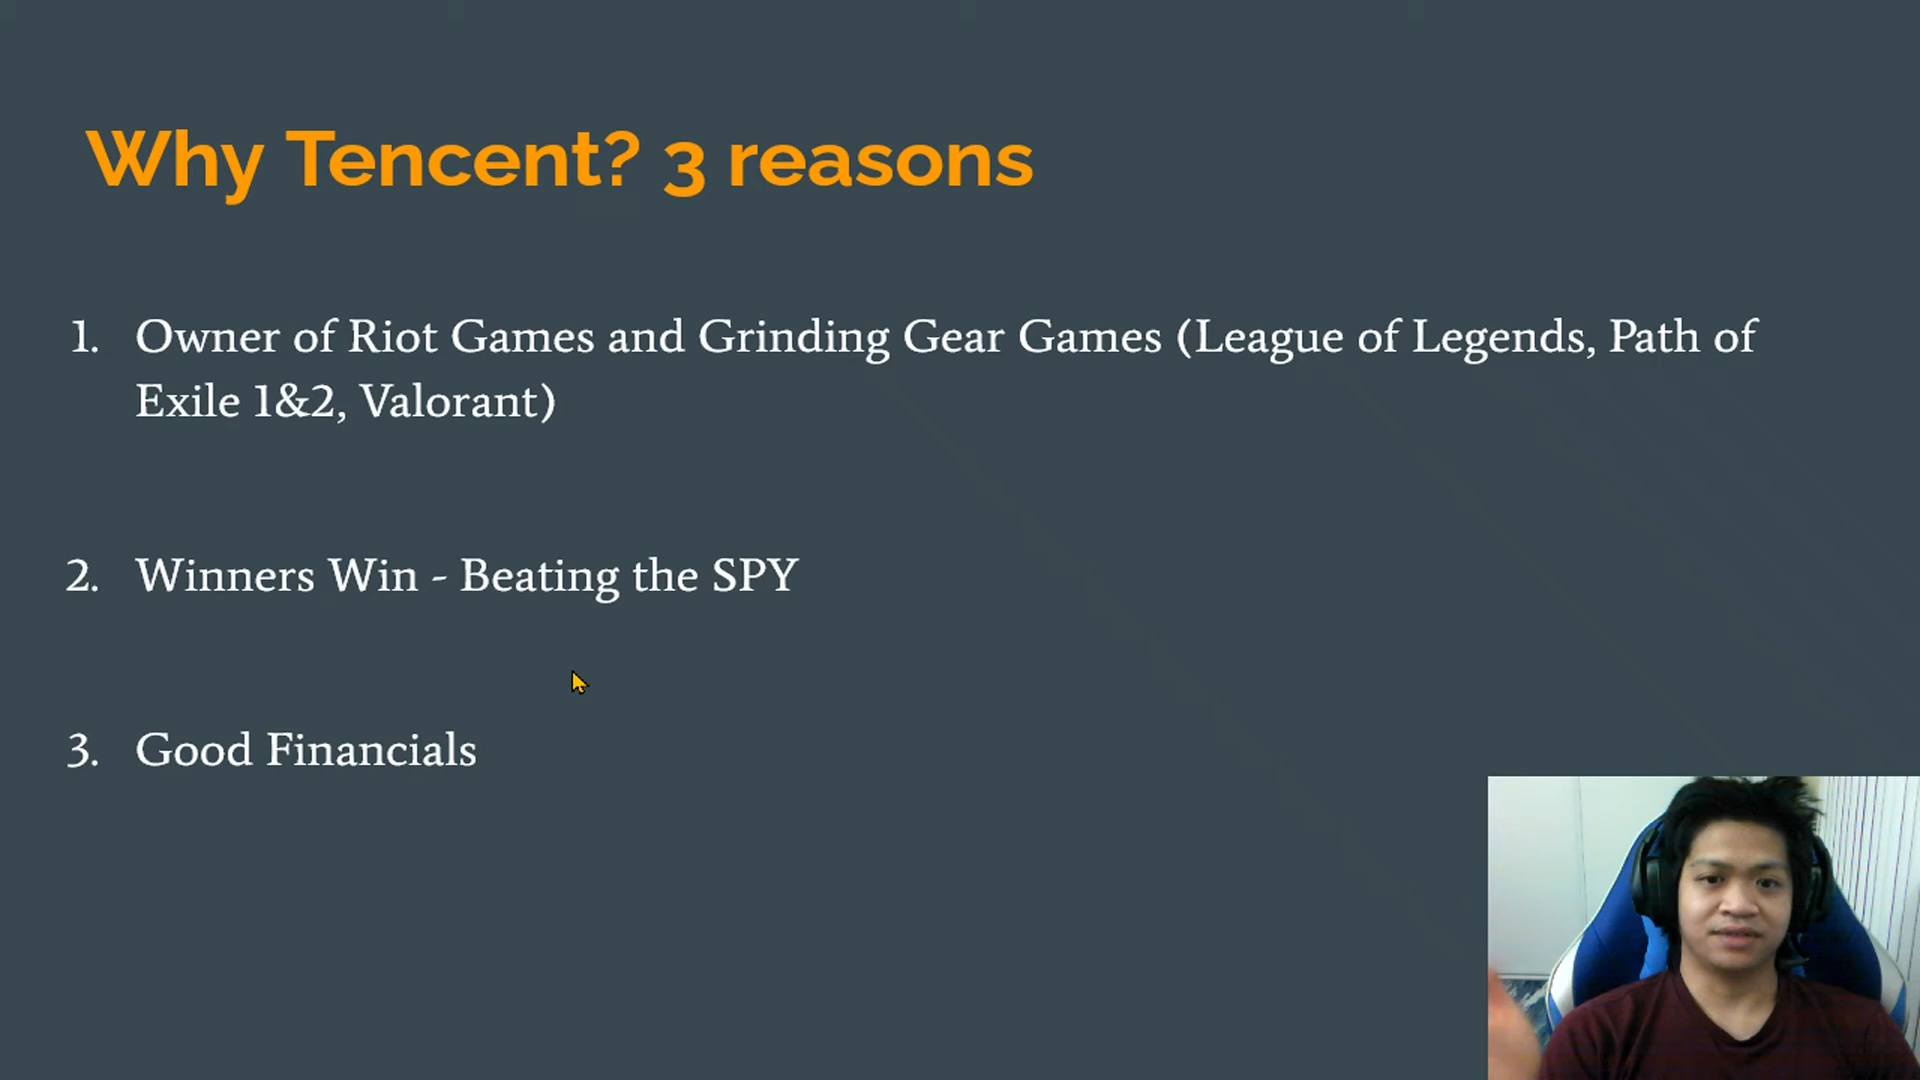 Why Tencent? 3 reasons
1. Owner of Riot Games and Grinding Gear Games (League of Legends, Path of
Exile 1&2, Valorant)
2. Winners Win - Beating the SPY
3. Good Financials